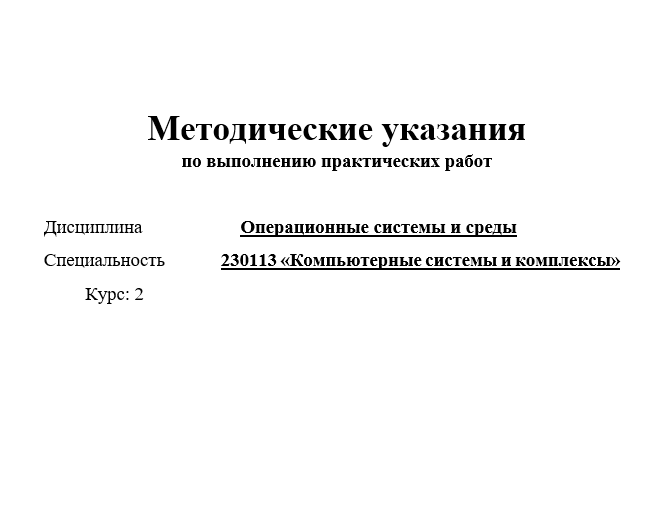 Методические указания
по выполнению практических работ
Дисциплина Операционные системы и среды
Специальность 230113 «Компьютерные системы и комплексы»
Курс: 2